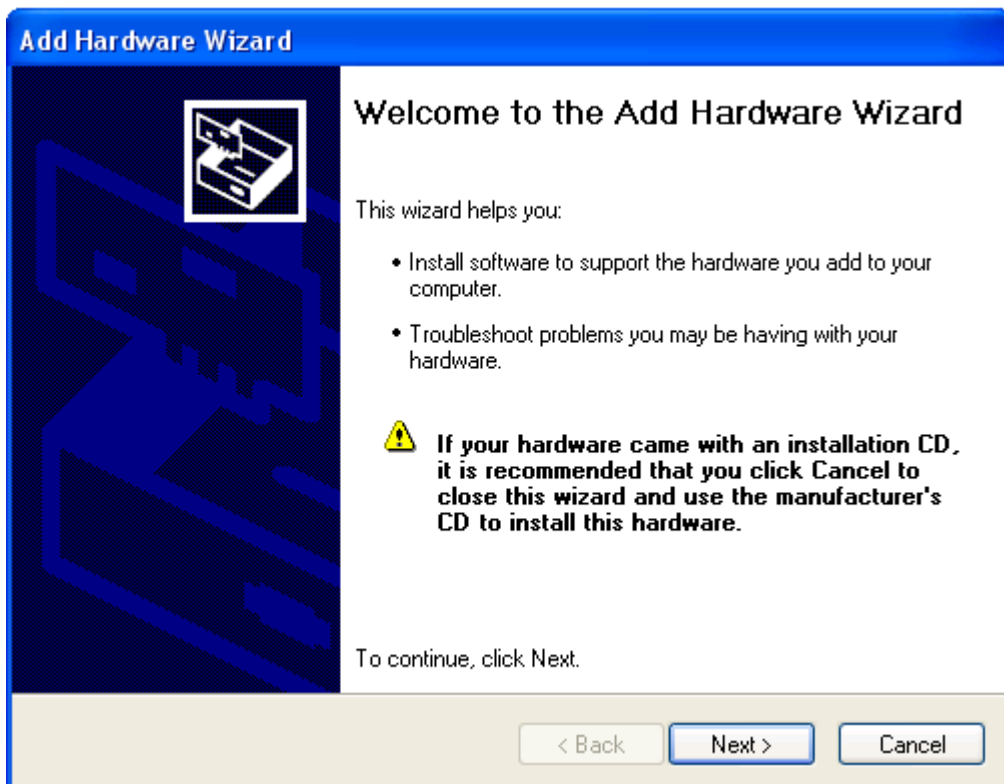 Add Hardware Wizard
Welcome to the Add Hardware Wizard
This wizard helps you:
• Install software to support the hardware you add to your
computer.
• Troubleshoot problems you may be having with your
hardware.
If your hardware came with an installation CD,
it is recommended that you click Cancel to
close this wizard and use the manufacturer's
CD to install this hardware.
To continue, click Next.
< Back Next > Cancel